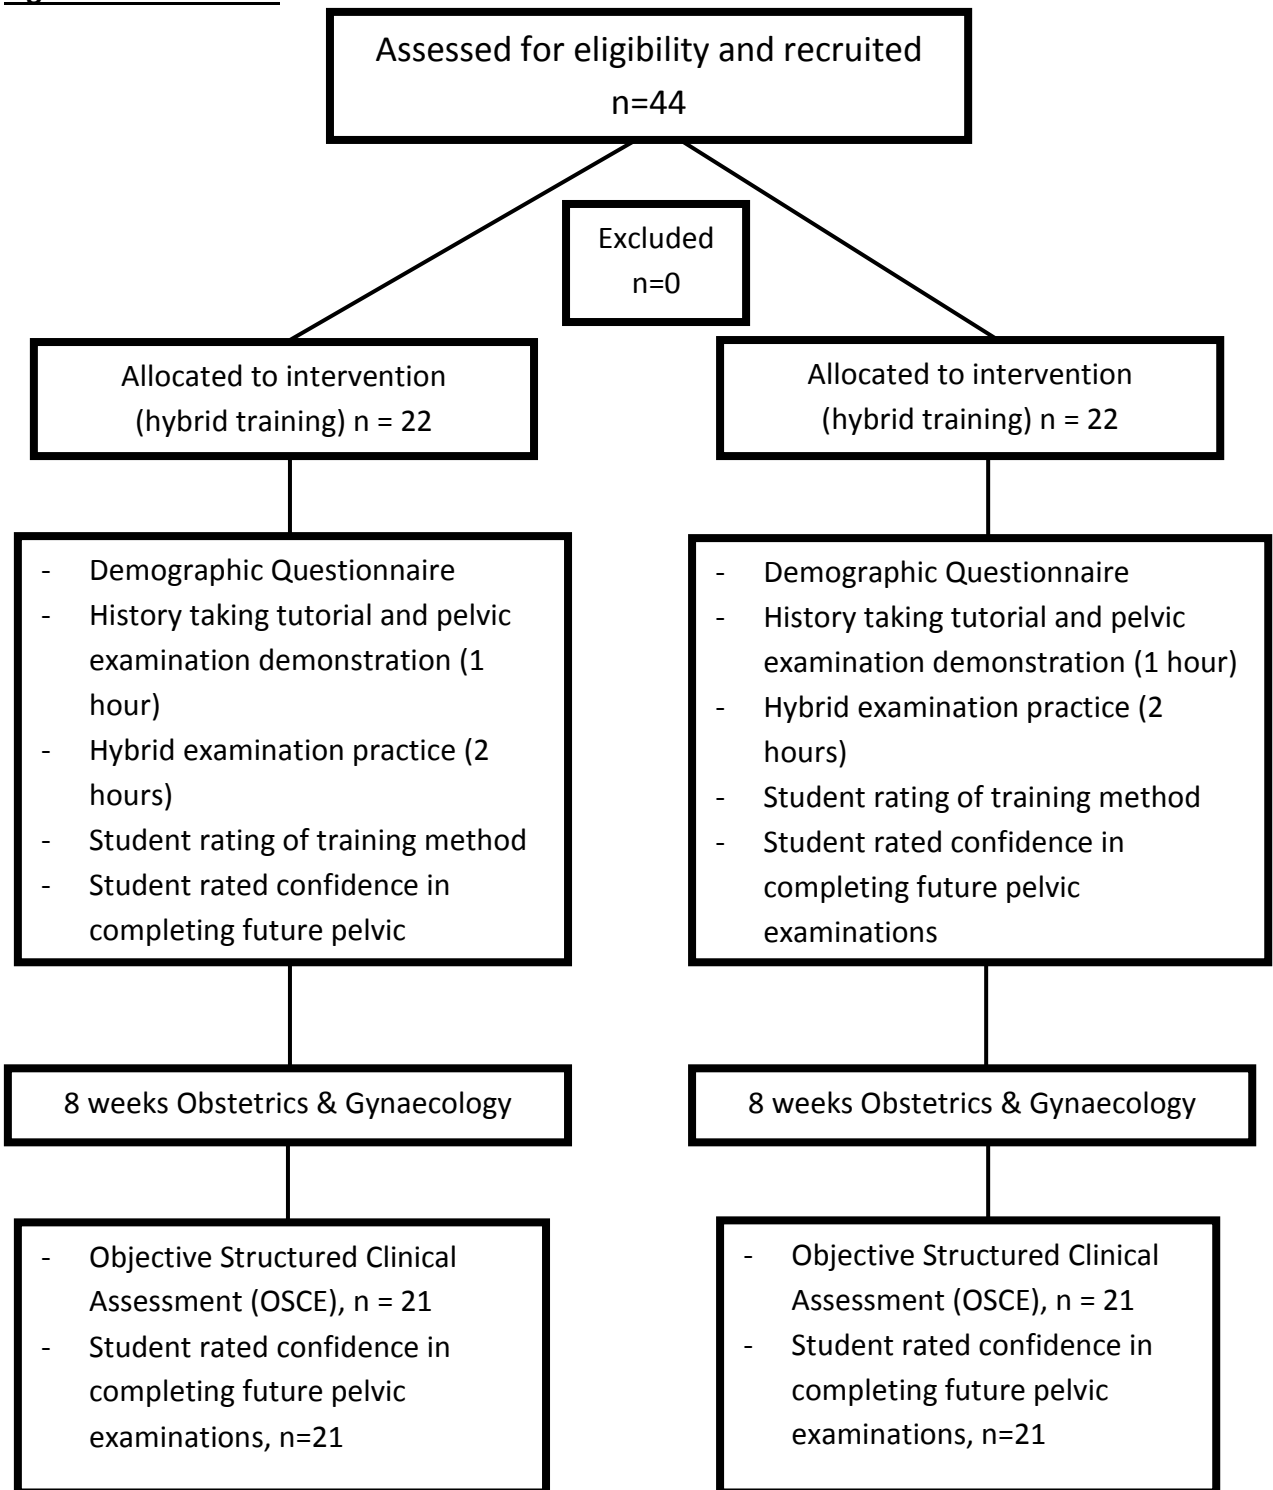 Assessed for eligibility and recruited
n=44
Excluded
n=0
Allocated to intervention
(hybrid training) n = 22
Allocated to intervention
(hybrid training) n = 22
- Demographic Questionnaire
- History taking tutorial and pelvic
examination demonstration (1
hour)
- Hybrid examination practice (2
hours)
- Student rating of training method
- Student rated confidence in
completing future pelvic
- Demographic Questionnaire
- History taking tutorial and pelvic
examination demonstration (1 hour)
- Hybrid examination practice (2
hours)
- Student rating of training method
- Student rated confidence in
completing future pelvic
examinations
8 weeks Obstetrics & Gynaecology
8 weeks Obstetrics & Gynaecology
- Objective Structured Clinical
Assessment (OSCE), n = 21
- Student rated confidence in
completing future pelvic
examinations, n=21
- Objective Structured Clinical
Assessment (OSCE), n = 21
- Student rated confidence in
completing future pelvic
examinations, n=21